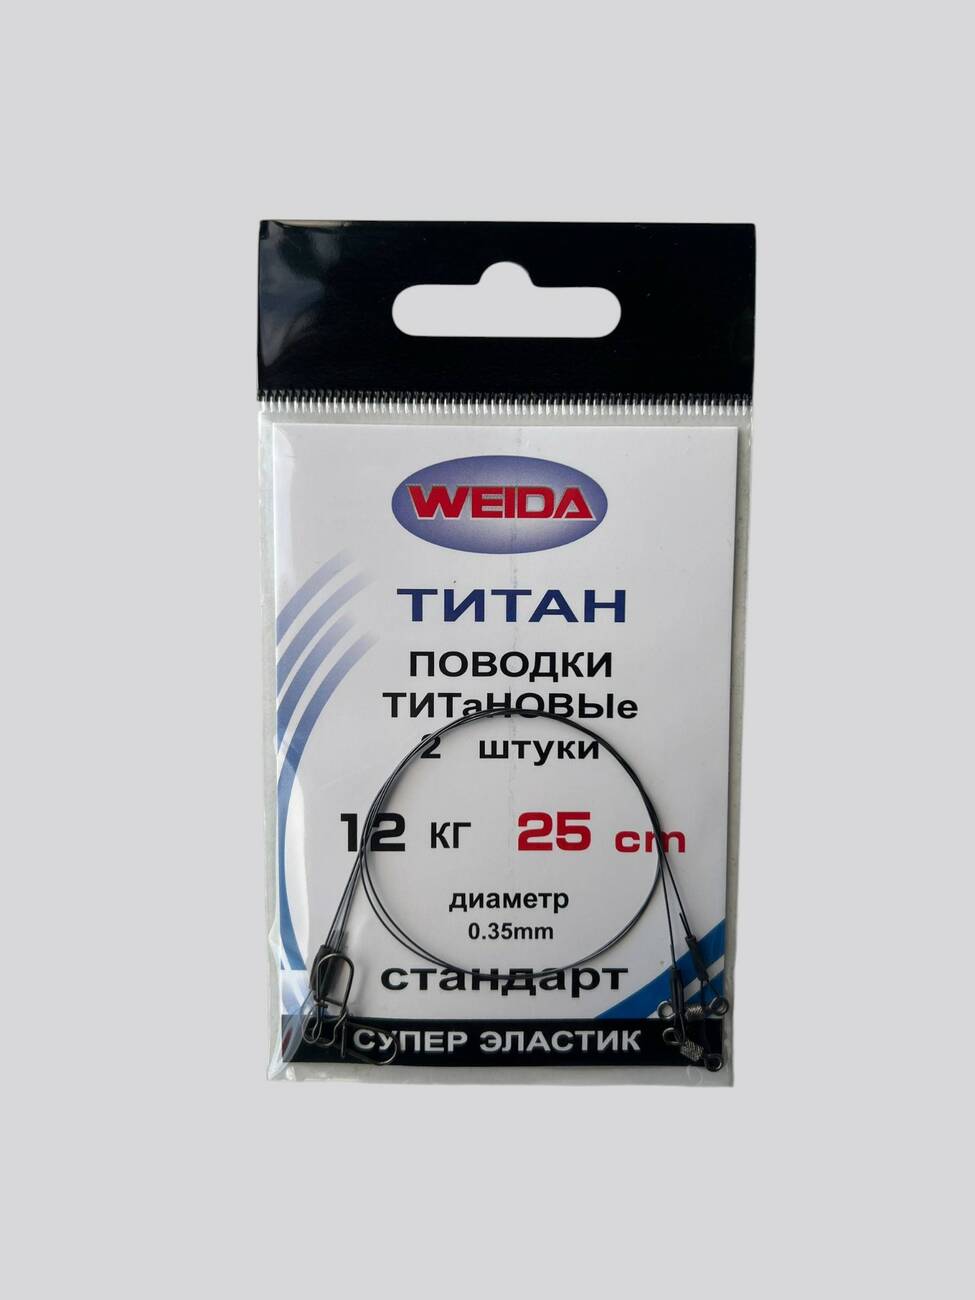 WEIDA
ТИТАН
ПОВОДКИ
ТИТаНОВЫе
2 штуки
12 КГ 25 cm
диаметр
0.35mm
стандарт
СУПЕР ЭЛАСТИК